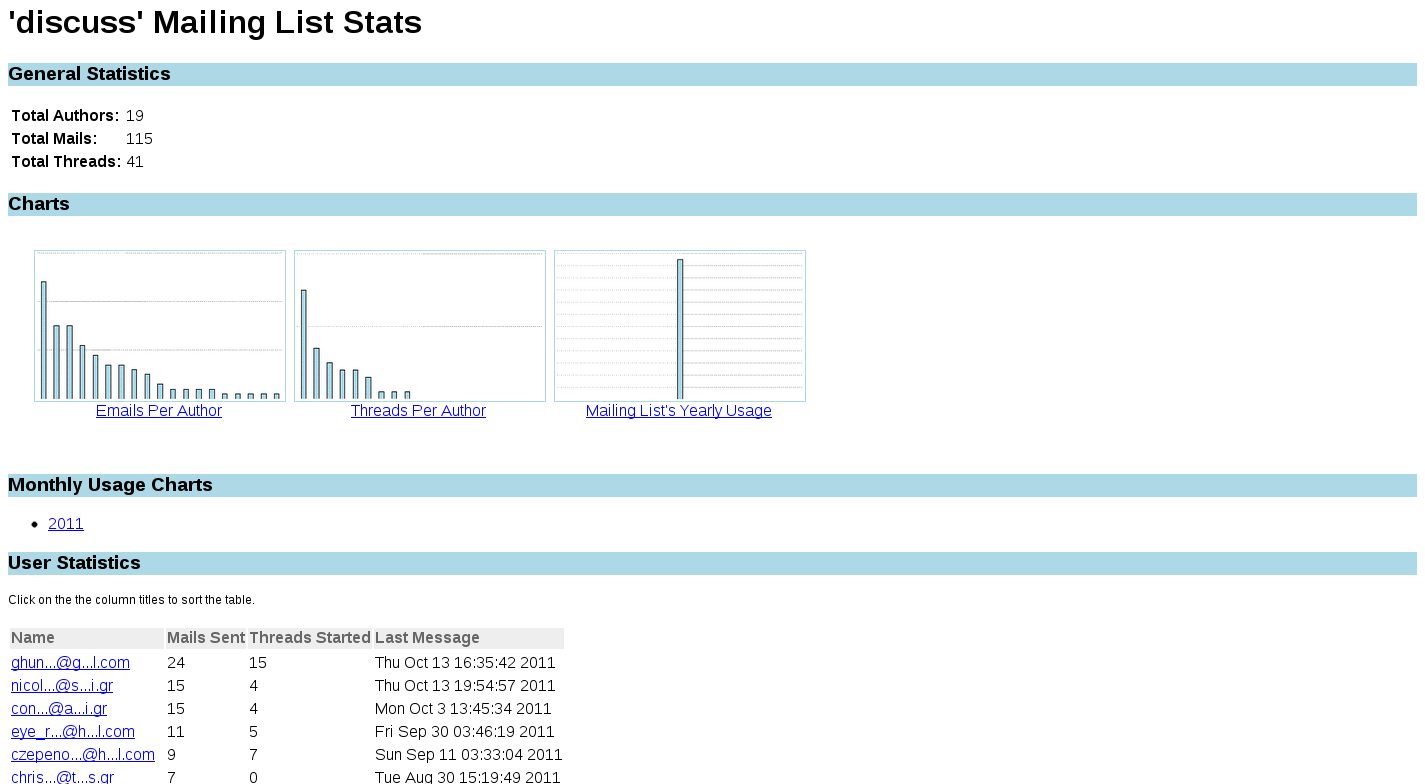 'discuss' Mailing List Stats
General Statistics
Total Authors: 19
Total Mails: 115
Total Threads: 41
Charts
Emails Per Author Threads Per Author Mailing List's Yearly Usage
Monthly Usage Charts
2011
User Statistics
Click on the the column titles to sort the table.
Name Mails Sent Threads Started Last Message
ghun...@g...l.com 24 15 Thu Oct 13 16:35:42 2011
nicol...@s...i.gr 15 4 Thu Oct 13 19:54:57 2011
con...@a...i.gr 15 4 Mon Oct 3 13:45:34 2011
eye_r...@h...l.com 11 5 Fri Sep 30 03:46:19 2011
czepeno...@h...l.com 9 7 Sun Sep 11 03:33:04 2011
chris...@t...s.gr 7 0 Tue Aug 30 15:19:49 2011